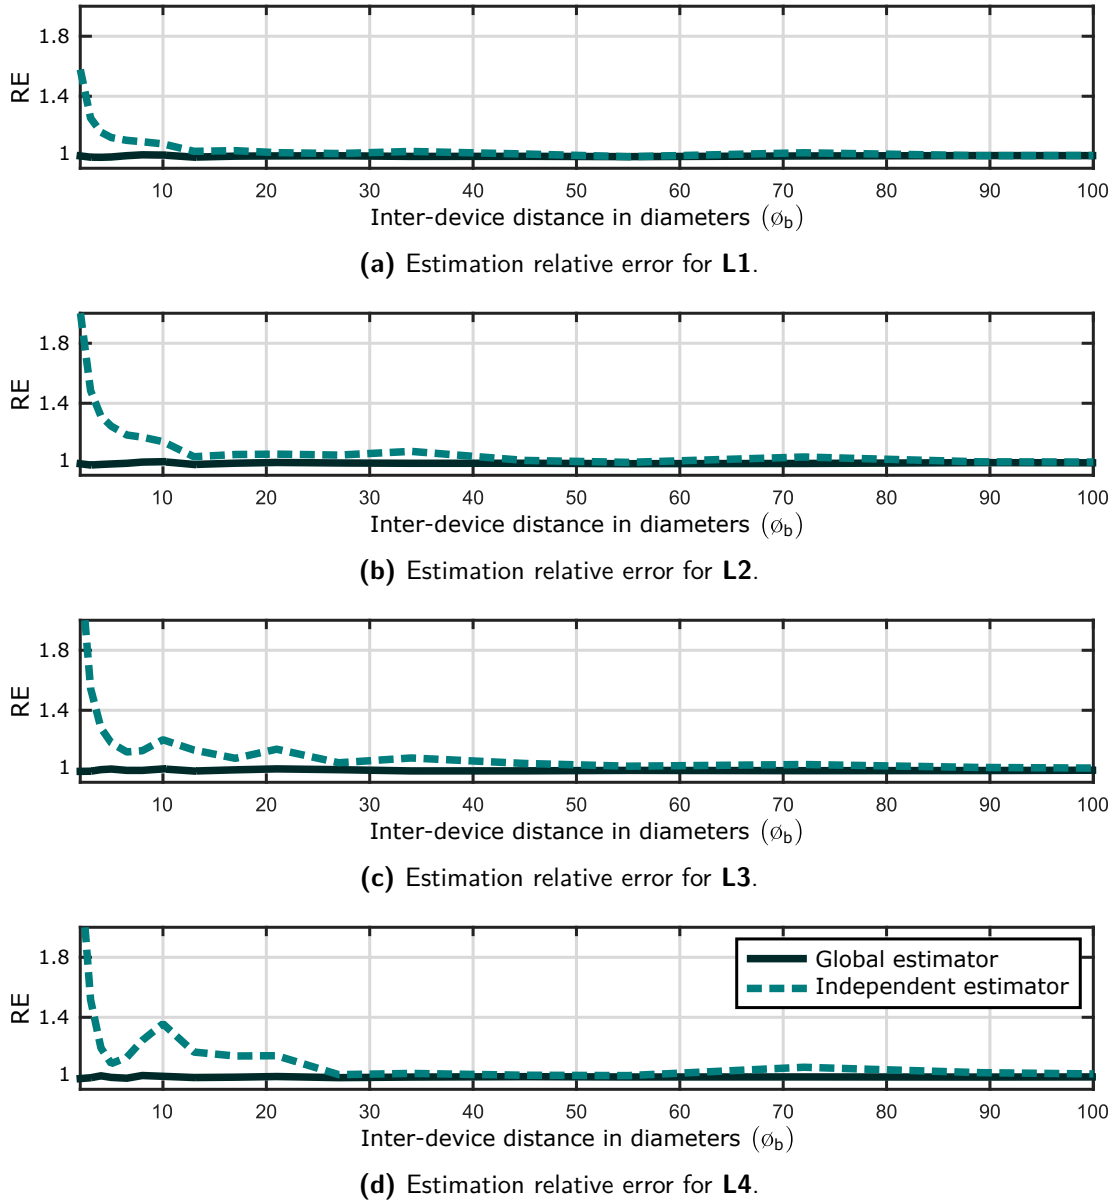 1.8
1.4
1
RE
10 20 30 40 50 60 70 80 90 100
Inter-device distance in diameters (ø_b)
(a) Estimation relative error for L1.
1.8
1.4
1
RE
10 20 30 40 50 60 70 80 90 100
Inter-device distance in diameters (ø_b)
(b) Estimation relative error for L2.
1.8
1.4
1
RE
10 20 30 40 50 60 70 80 90 100
Inter-device distance in diameters (ø_b)
(c) Estimation relative error for L3.
1.8
1.4
1
RE
Global estimator
Independent estimator
10 20 30 40 50 60 70 80 90 100
Inter-device distance in diameters (ø_b)
(d) Estimation relative error for L4.